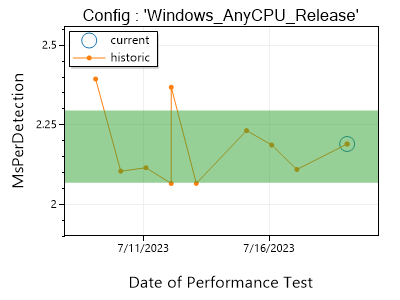 Config : 'Windows_AnyCPU_Release'
current
historic
2.5
2.25
2
MsPerDetection
7/11/2023
7/16/2023
Date of Performance Test